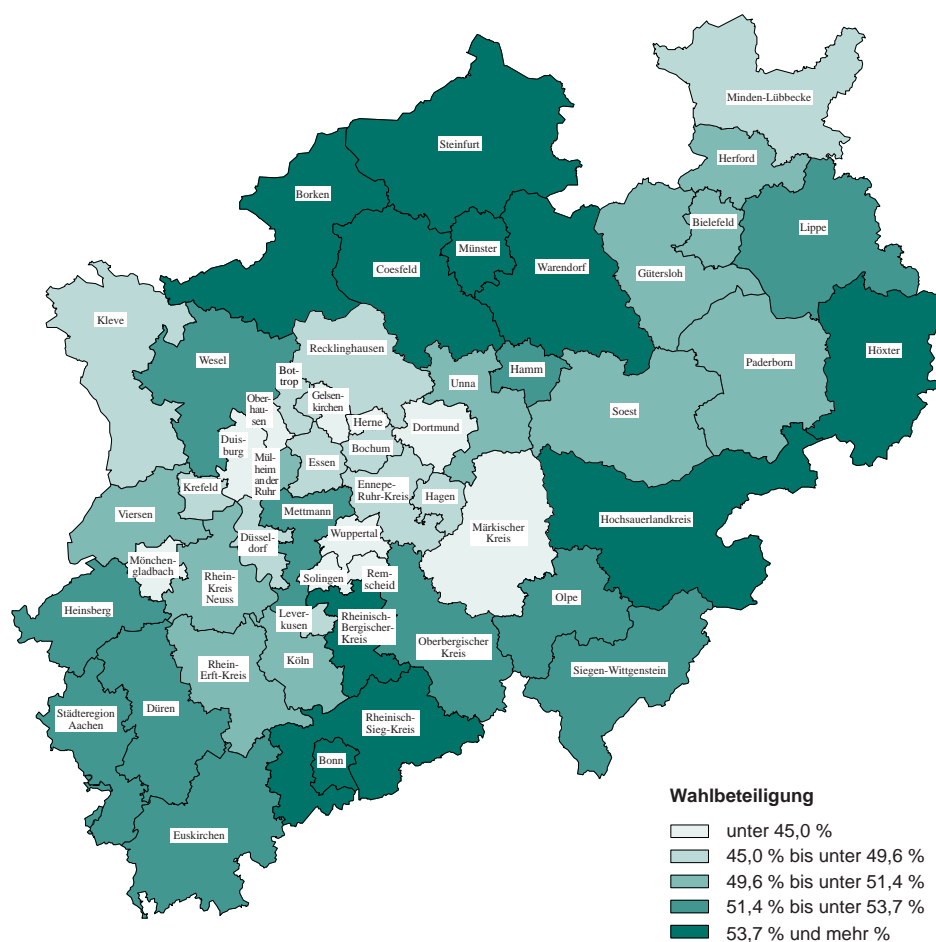 Minden-Lübbecke
Steinfurt
Herford
Borken
Bielefeld
Lippe
Münster
Coesfeld
Warendorf
Gütersloh
Kleve
Recklinghausen
Wesel
Höxter
Paderborn
Hamm
Unna
Bot-
trop
Gelsen-
kirchen
Ober-
hau-
sen
Soest
Herne
Dortmund
Duis-
burg
Bochum
Mül-
heim
an der
Ruhr
Essen
Krefeld
Ennepe-
Ruhr-Kreis
Hagen
Mettmann
Viersen
Hochsauerlandkreis
Märkischer
Kreis
Düssel-
dorf
Wuppertal
Mönchen-
gladbach
Rhein-
Kreis
Neuss
Solingen
Rem-
scheid
Olpe
Heinsberg
Lever-
kusen
Rheinisch-
Bergischer-
Kreis
Oberbergischer
Kreis
Köln
Rhein-
Erft-Kreis
Siegen-Wittgenstein
Städteregion
Aachen
Düren
Rheinisch-
Sieg-Kreis
Bonn
Euskirchen
Wahlbeteiligung
unter 45,0 %
45,0 % bis unter 49,6 %
49,6 % bis unter 51,4 %
51,4 % bis unter 53,7 %
53,7 % und mehr %